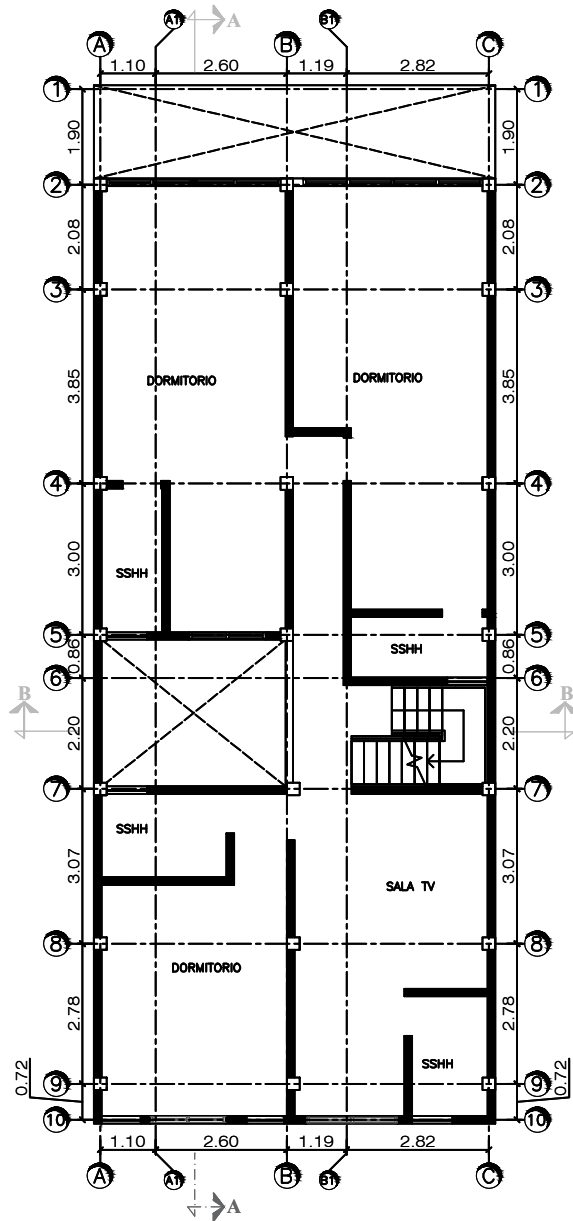 A1 A B1
A B C
1.10 2.60 1.19 2.82
1 1
1.90 1.90
2 2
2.08 2.08
3 3
3.85 DORMITORIO DORMITORIO 3.85
4 4
3.00 SSHH 3.00
5 5
0.86 SSHH 0.86
6 6
B B
2.20 2.20
7 7
SSHH
3.07 SALA TV 3.07
8 8
DORMITORIO
2.78 2.78
SSHH
0.72 9 9 0.72
10 10
1.10 2.60 1.19 2.82
A A1 B B1 C
A